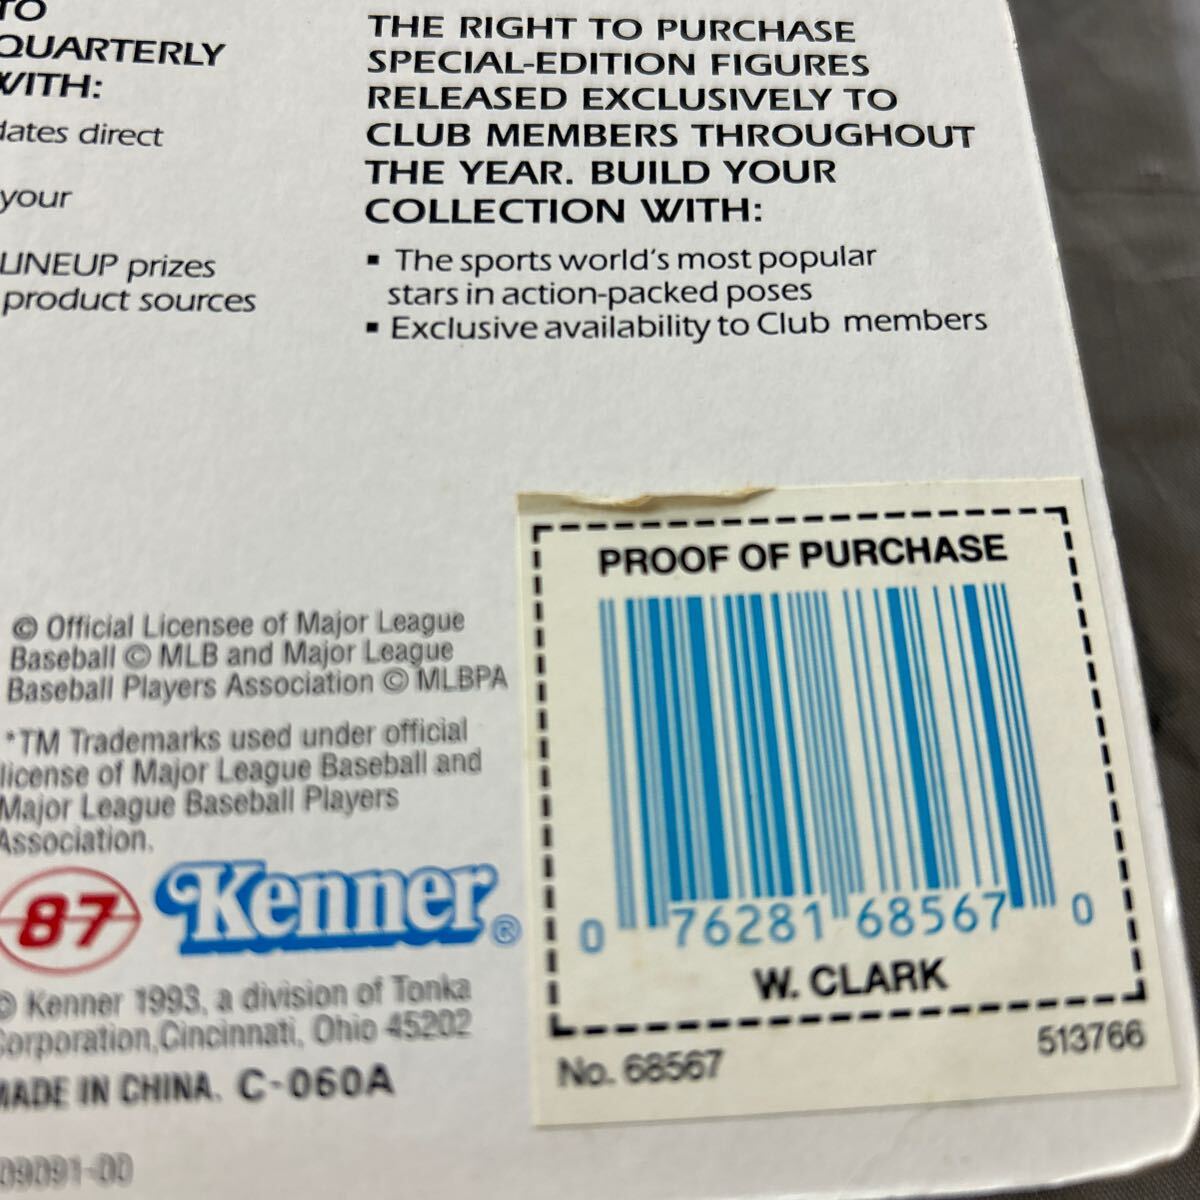 TO
QUARTERLY
WITH:
direct
your
LINEUP prizes
product sources
THE RIGHT TO PURCHASE
SPECIAL-EDITION FIGURES
RELEASED EXCLUSIVELY TO
CLUB MEMBERS THROUGHOUT
THE YEAR. BUILD YOUR
COLLECTION WITH:
▪ The sports world's most popular
stars in action-packed poses
▪ Exclusive availability to Club members
© Official Licensee of Major League
Baseball © MLB and Major League
Baseball Players Association © MLBPA
*TM Trademarks used under official
license of Major League Baseball and
Major League Baseball Players
Association.
87 Kenner®
© Kenner 1993, a division of Tonka
Corporation, Cincinnati, Ohio 45202
MADE IN CHINA. C-060A
09091-00
PROOF OF PURCHASE
0 76281 68567 0
W. CLARK
No. 68567
513766